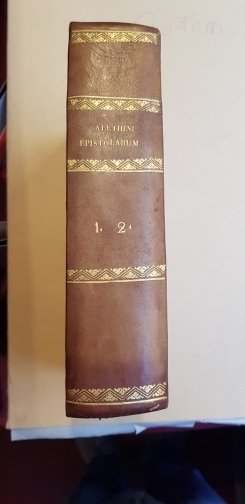 ALETHINI
EPISTOLARUM
1. 2.